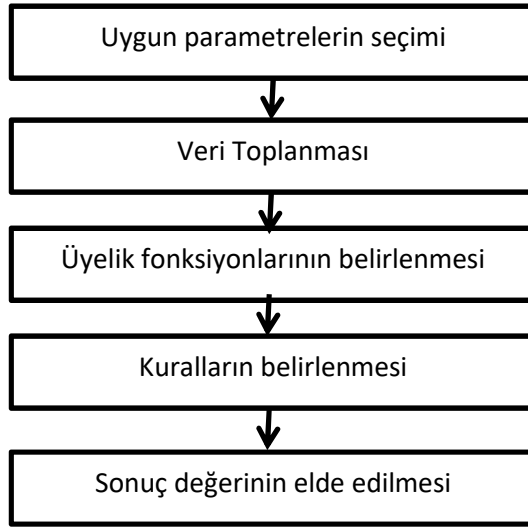 Uygun parametrelerin seçimi
Veri Toplanması
Üyelik fonksiyonlarının belirlenmesi
Kuralların belirlenmesi
Sonuç değerinin elde edilmesi